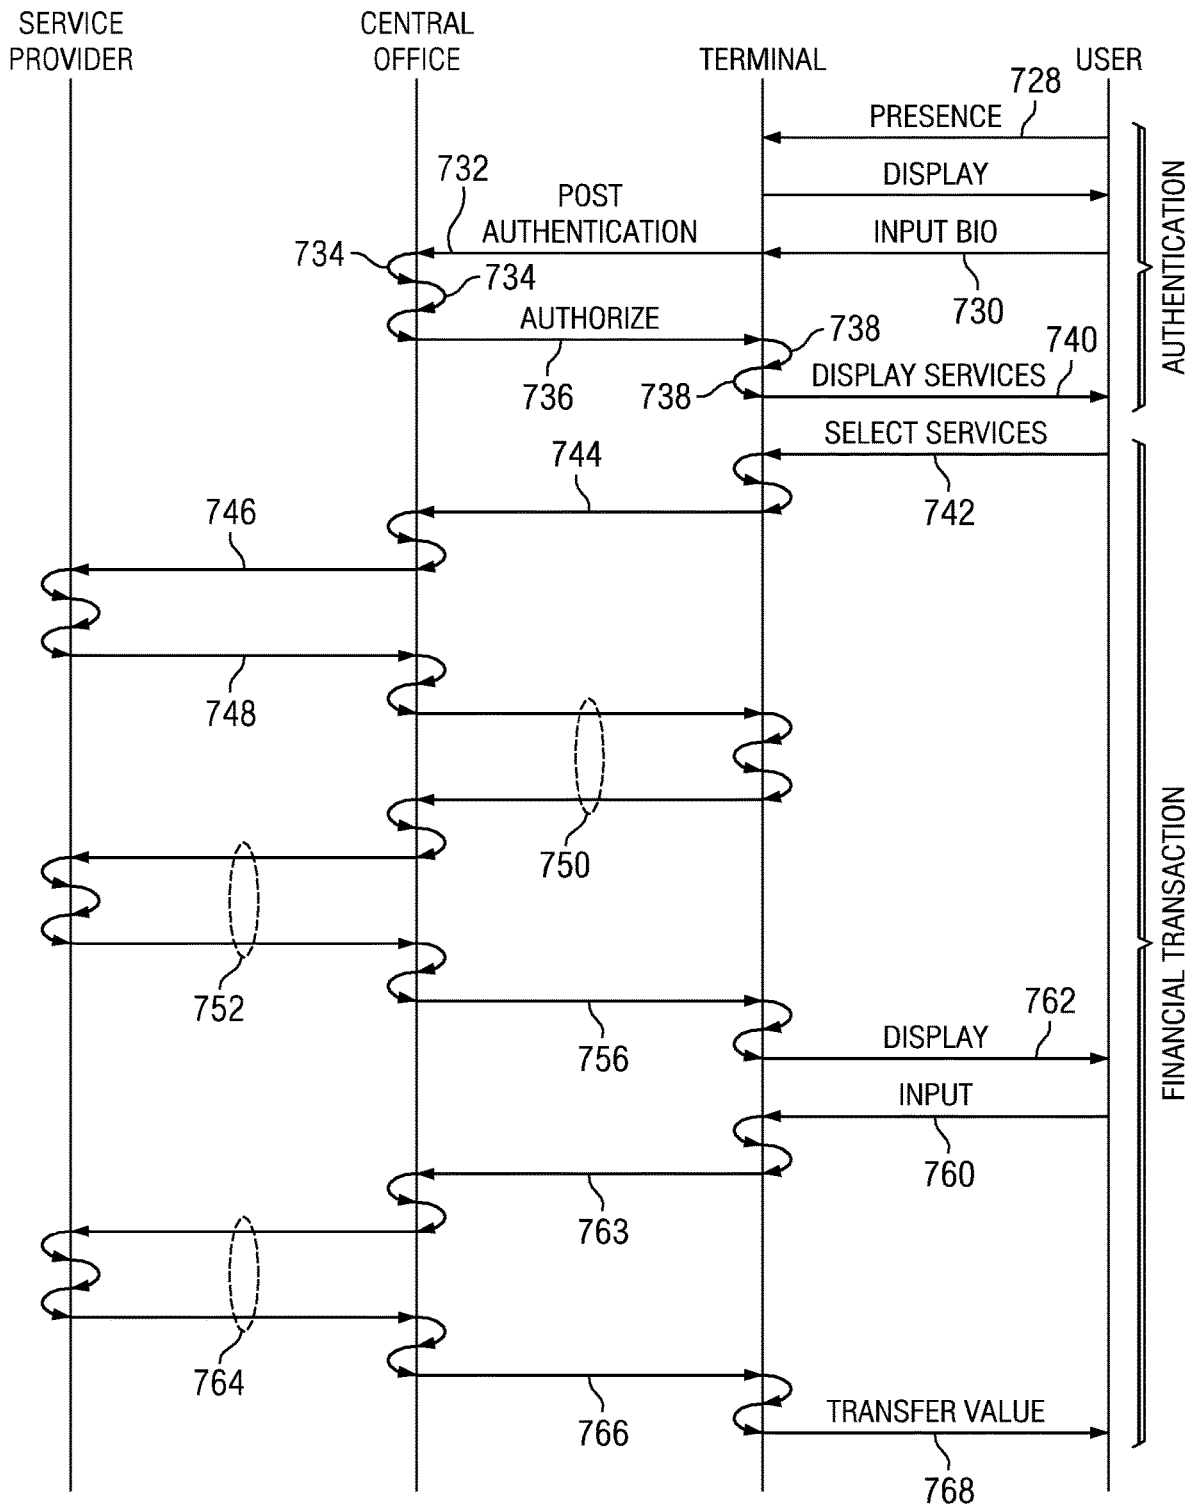 SERVICE
PROVIDER
CENTRAL
OFFICE
TERMINAL
USER
728
PRESENCE
DISPLAY
732
POST
AUTHENTICATION
INPUT BIO
734
734
730
AUTHORIZE
738
740
736
738
DISPLAY SERVICES
AUTHENTICATION
SELECT SERVICES
744
742
746
748
750
752
756
DISPLAY
762
INPUT
760
763
764
766
TRANSFER VALUE
768
FINANCIAL TRANSACTION